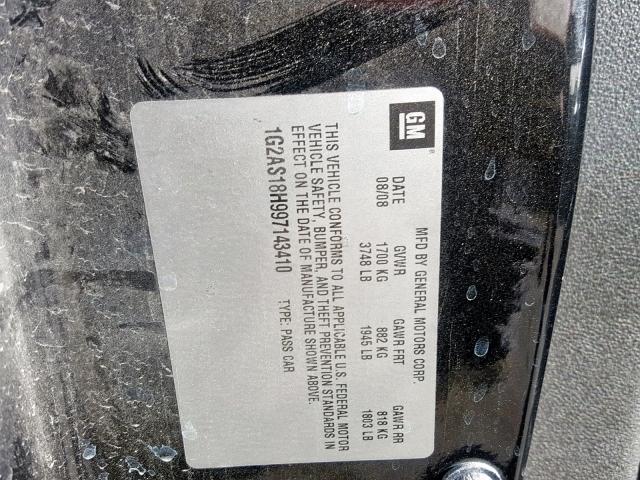 GM
MFD BY GENERAL MOTORS CORP.
DATE GVWR GAWR FRT GAWR RR
08/08 1700 KG 882 KG 818 KG
3748 LB 1945 LB 1803 LB
THIS VEHICLE CONFORMS TO ALL APPLICABLE U.S. FEDERAL MOTOR
VEHICLE SAFETY, BUMPER, AND THEFT PREVENTION STANDARDS IN
EFFECT ON THE DATE OF MANUFACTURE SHOWN ABOVE.
1G2AS18H997143410 TYPE: PASS CAR